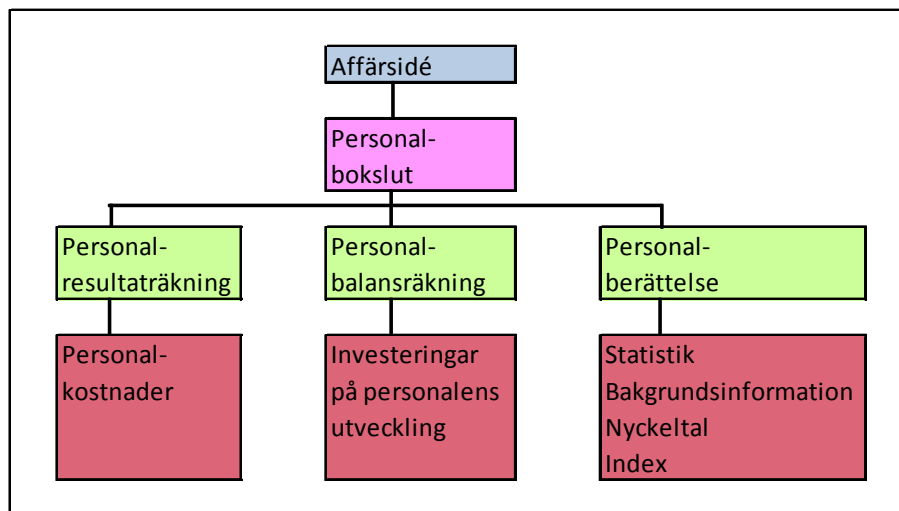 Affärsidé
Personal-
bokslut
Personal-
resultaträkning
Personal-
balansräkning
Personal-
berättelse
Personal-
kostnader
Investeringar
på personalens
utveckling
Statistik
Bakgrundsinformation
Nyckeltal
Index